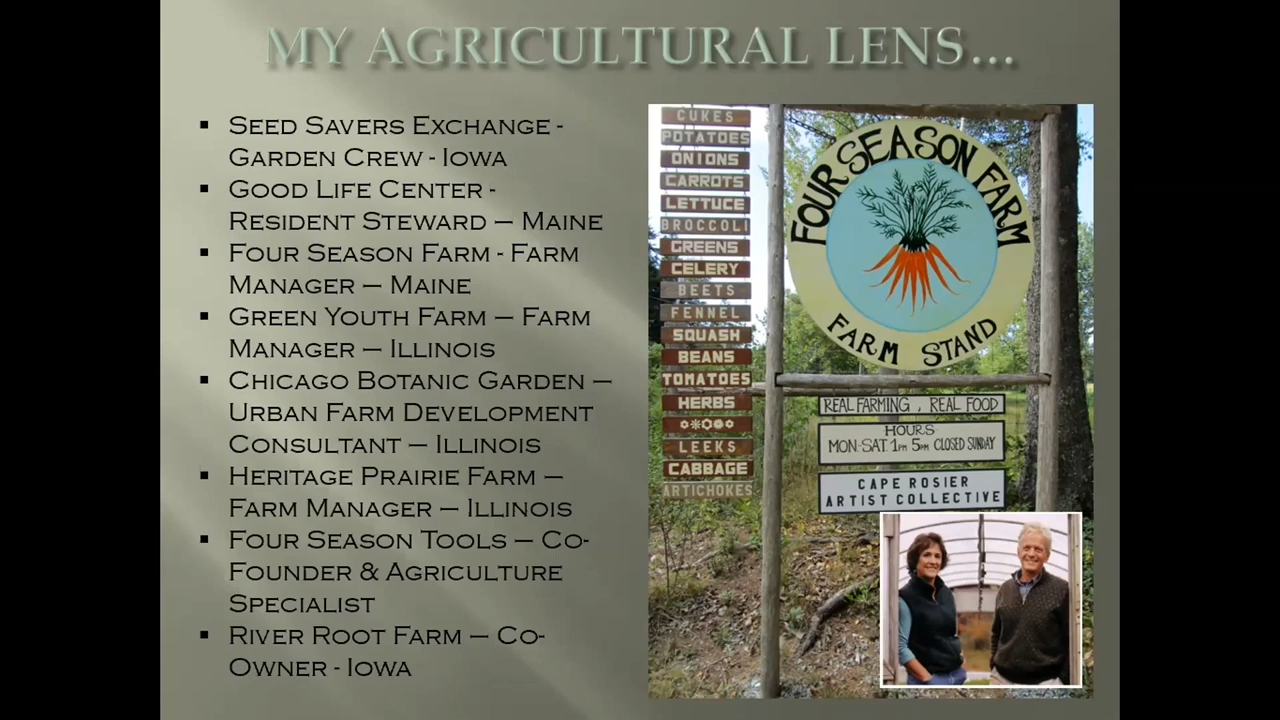 MY AGRICULTURAL LENS...
▪ SEED SAVERS EXCHANGE -
GARDEN CREW - IOWA
▪ GOOD LIFE CENTER -
RESIDENT STEWARD – MAINE
▪ FOUR SEASON FARM - FARM
MANAGER – MAINE
▪ GREEN YOUTH FARM – FARM
MANAGER – ILLINOIS
▪ CHICAGO BOTANIC GARDEN –
URBAN FARM DEVELOPMENT
CONSULTANT – ILLINOIS
▪ HERITAGE PRAIRIE FARM –
FARM MANAGER – ILLINOIS
▪ FOUR SEASON TOOLS – CO-
FOUNDER & AGRICULTURE
SPECIALIST
▪ RIVER ROOT FARM – CO-
OWNER - IOWA
CUKES
POTATOES
ONIONS
CARROTS
LETTUCE
BROCCOLI
GREENS
CELERY
BEETS
FENNEL
SQUASH
BEANS
TOMATOES
HERBS
LEEKS
CABBAGE
ARTICHOKES
FOUR SEASON FARM
FARM STAND
REAL FARMING, REAL FOOD
HOURS
MON-SAT. 1PM 5PM CLOSED SUNDAY
CAPE ROSIER
ARTIST COLLECTIVE